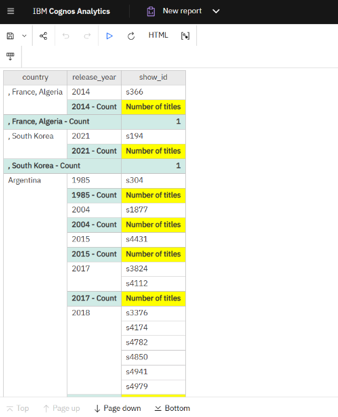 IBM Cognos Analytics New report
HTML
country release_year show_id
, France, Algeria 2014 s366
2014 - Count Number of titles
, France, Algeria - Count 1
, South Korea 2021 s194
2021 - Count Number of titles
, South Korea - Count 1
Argentina 1985 s304
1985 - Count Number of titles
2004 s1877
2004 - Count Number of titles
2015 s4431
2015 - Count Number of titles
2017 s3824
s4112
2017 - Count Number of titles
2018 s3376
s4174
s4782
s4850
s4941
s4979
Top Page up Page down Bottom